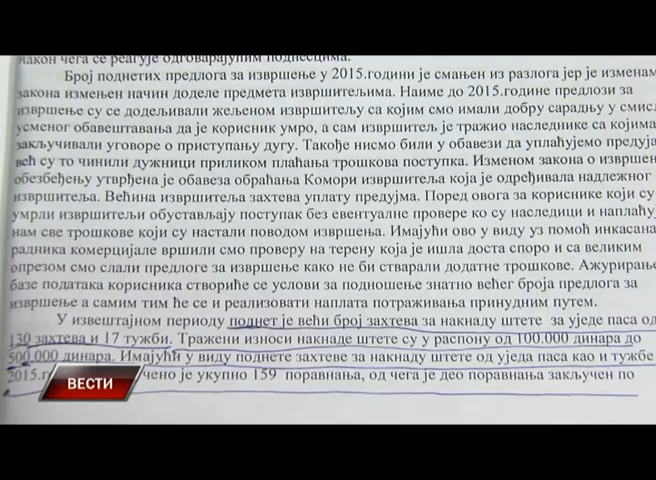 након чега се реагује одговарајућим поднесцима.
Број поднетих предлога за извршење у 2015.години је смањен из разлога јер је изменам
закона измењен начин доделе предмета извршитељима. Наиме до 2015.године предлози за
извршење су се додељивали жељеном извршитељу са којим смо имали добру сарадњу у смисл
усменог обавештавања да је корисник умро, а сам извршитељ је тражио наследнике са којима
закључивали уговоре о приступању дугу. Такође нисмо били у обавези да уплаћујемо предуја
већ су то чинили дужници приликом плаћања трошкова поступка. Изменом закона о извршењ
обезбеђењу утврђена је обавеза обраћања Комори извршитеља која је одређивала надлежног
извршитеља. Већина извршитеља захтева уплату предујма. Поред овога за кориснике који су
умрли извршитељи обустављају поступак без евентуалне провере ко су наследици и наплаћу
нам све трошкове који су настали поводом извршења. Имајући ово у виду уз помоћ инкасана
радника комерцијале вршили смо проверу на терену која је ишла доста споро и са великим
опрезом смо слали предлоге за извршење како не би стварали додатне трошкове. Ажурирање
базе података корисника створиће се услови за подношење знатно већег броја предлога за
извршење а самим тим ће се и реализовати наплата потраживања принудним путем.
У извештајном периоду поднет је већи број захтева за накнаду штете за уједе паса од
130 захтева и 17 тужби. Тражени износи накнаде штете су у распону од 100.000 динара до
500.000 динара. Имајући у виду поднете захтеве за накнаду штете од уједа паса као и тужбе
2015.г чено је укупно 159 поравнања, од чега је део поравнања закључен по
ВЕСТИ